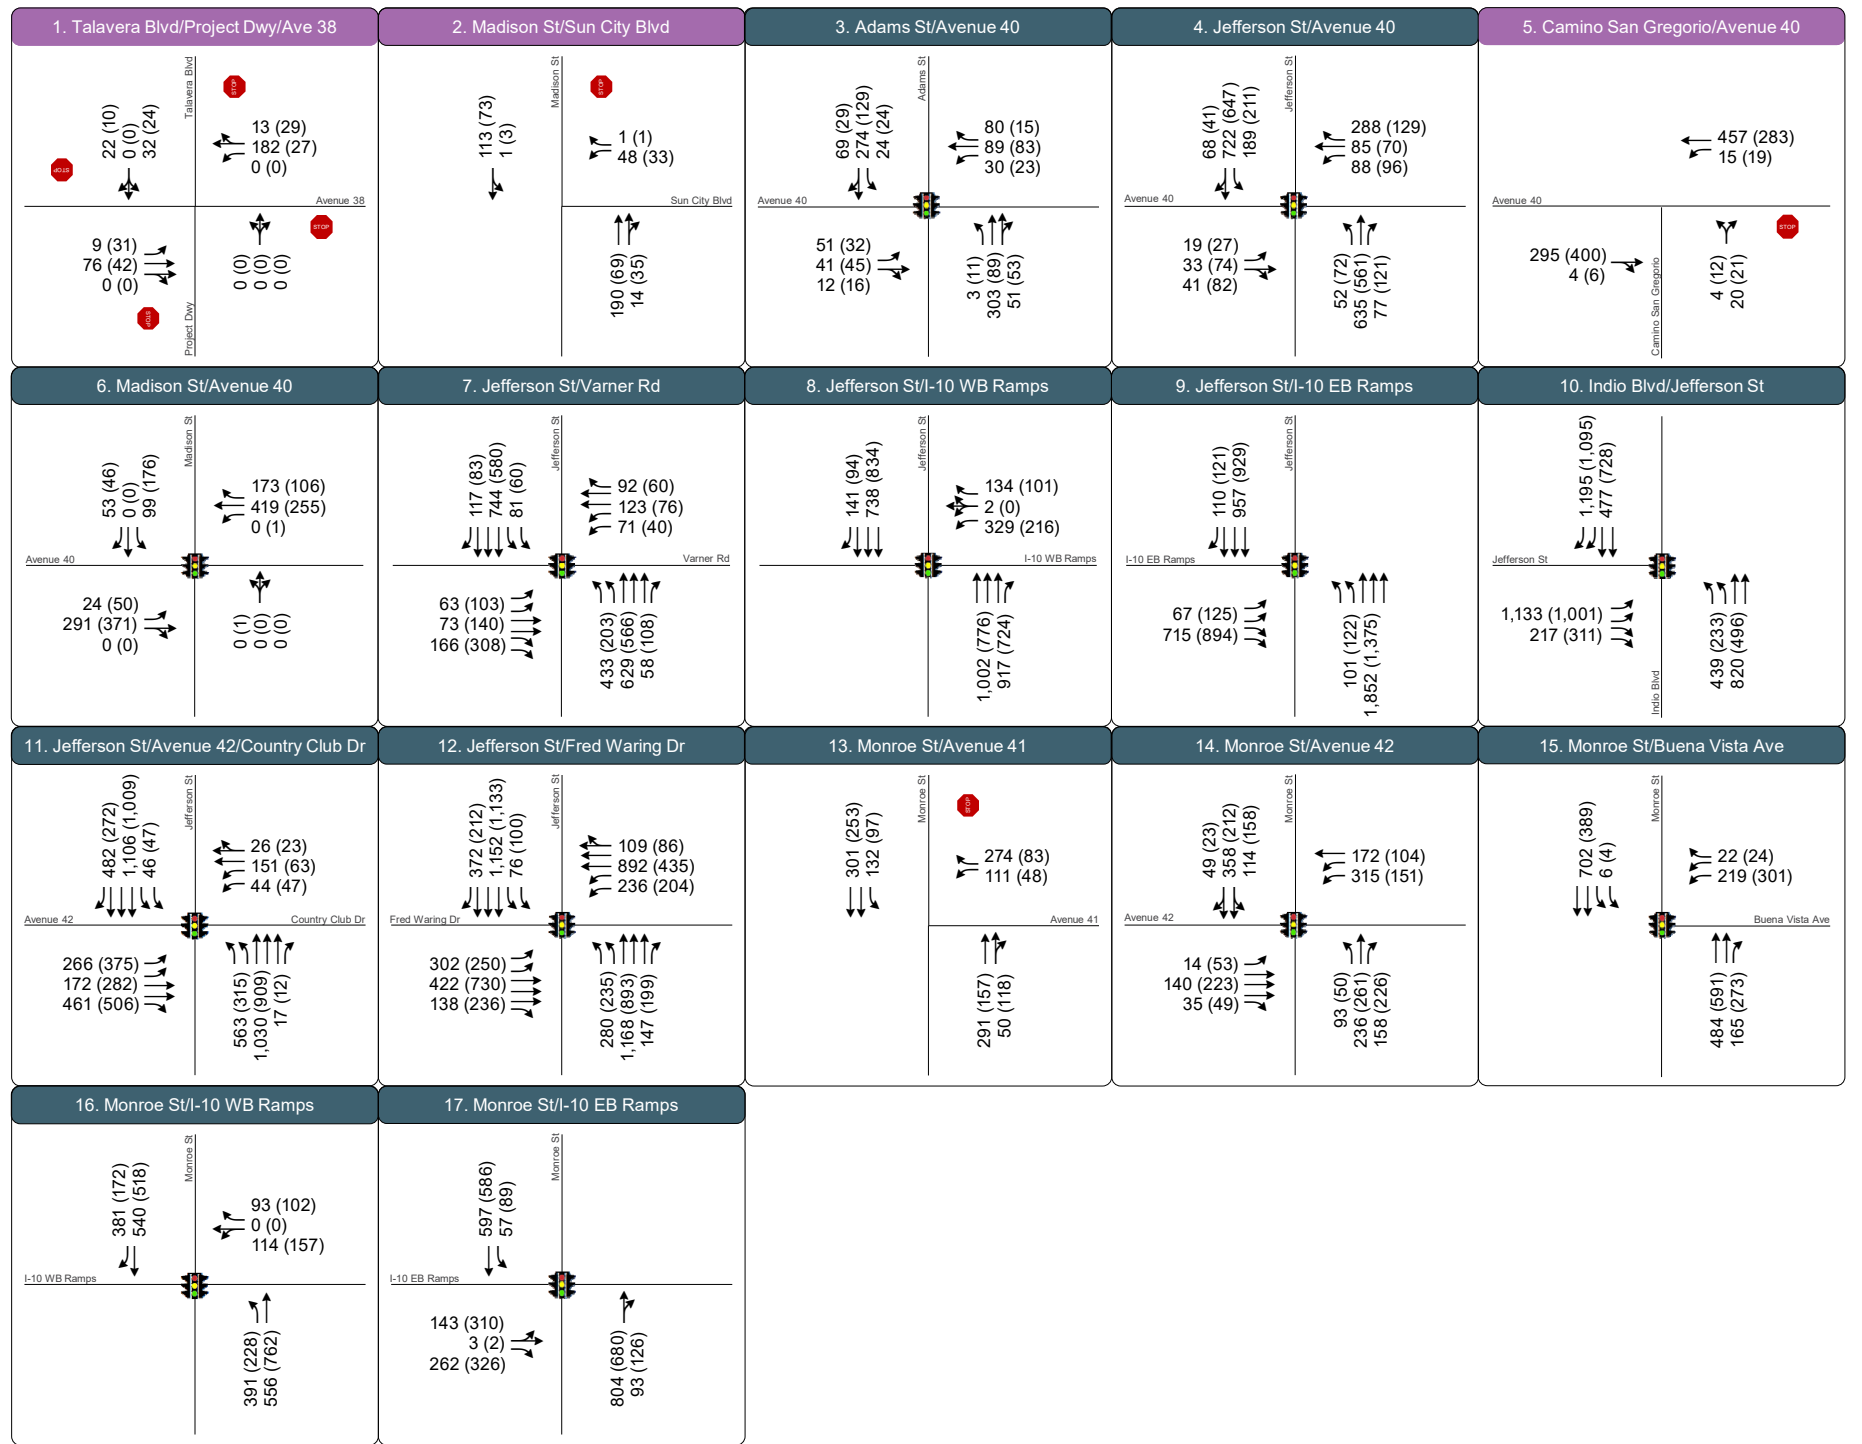 1. Talavera Blvd/Project Dwy/Ave 38
Talavera Blvd
STOP
22 (10)
0 (0)
32 (24)
13 (29)
182 (27)
0 (0)
STOP
Avenue 38
STOP
9 (31)
76 (42)
0 (0)
0 (0)
0 (0)
0 (0)
STOP
Project Dwy
2. Madison St/Sun City Blvd
Madison St
STOP
113 (73)
1 (3)
1 (1)
48 (33)
Sun City Blvd
190 (69)
14 (35)
3. Adams St/Avenue 40
Adams St
69 (29)
274 (129)
24 (24)
80 (15)
89 (83)
30 (23)
Avenue 40
51 (32)
41 (45)
12 (16)
3 (11)
303 (89)
51 (53)
4. Jefferson St/Avenue 40
Jefferson St
68 (41)
722 (647)
189 (211)
288 (129)
85 (70)
88 (96)
Avenue 40
19 (27)
33 (74)
41 (82)
52 (72)
635 (561)
77 (121)
5. Camino San Gregorio/Avenue 40
457 (283)
15 (19)
Avenue 40
STOP
295 (400)
4 (6)
Camino San Gregorio
4 (12)
20 (21)
6. Madison St/Avenue 40
Madison St
53 (46)
0 (0)
99 (176)
173 (106)
419 (255)
0 (1)
Avenue 40
24 (50)
291 (371)
0 (0)
0 (1)
0 (0)
0 (0)
7. Jefferson St/Varner Rd
Jefferson St
117 (83)
744 (580)
81 (60)
92 (60)
123 (76)
71 (40)
Varner Rd
63 (103)
73 (140)
166 (308)
433 (203)
629 (566)
58 (108)
8. Jefferson St/I-10 WB Ramps
Jefferson St
141 (94)
738 (834)
134 (101)
2 (0)
329 (216)
I-10 WB Ramps
1,002 (776)
917 (724)
9. Jefferson St/I-10 EB Ramps
Jefferson St
110 (121)
957 (929)
I-10 EB Ramps
67 (125)
715 (894)
101 (122)
1,852 (1,375)
10. Indio Blvd/Jefferson St
1,195 (1,095)
477 (728)
Jefferson St
1,133 (1,001)
217 (311)
Indio Blvd
439 (233)
820 (496)
11. Jefferson St/Avenue 42/Country Club Dr
Jefferson St
482 (272)
1,106 (1,009)
46 (47)
26 (23)
151 (63)
44 (47)
Avenue 42
Country Club Dr
266 (375)
172 (282)
461 (506)
563 (315)
1,030 (909)
17 (12)
12. Jefferson St/Fred Waring Dr
Jefferson St
372 (212)
1,152 (1,133)
76 (100)
109 (86)
892 (435)
236 (204)
Fred Waring Dr
302 (250)
422 (730)
138 (236)
280 (235)
1,168 (893)
147 (199)
13. Monroe St/Avenue 41
Monroe St
STOP
301 (253)
132 (97)
274 (83)
111 (48)
Avenue 41
291 (157)
50 (118)
14. Monroe St/Avenue 42
Monroe St
49 (23)
358 (212)
114 (158)
172 (104)
315 (151)
Avenue 42
14 (53)
140 (223)
35 (49)
93 (50)
236 (261)
158 (226)
15. Monroe St/Buena Vista Ave
Monroe St
702 (389)
6 (4)
22 (24)
219 (301)
Buena Vista Ave
484 (591)
165 (273)
16. Monroe St/I-10 WB Ramps
Monroe St
381 (172)
540 (518)
93 (102)
0 (0)
114 (157)
I-10 WB Ramps
391 (228)
556 (762)
17. Monroe St/I-10 EB Ramps
Monroe St
597 (586)
57 (89)
I-10 EB Ramps
143 (310)
3 (2)
262 (326)
804 (680)
93 (126)